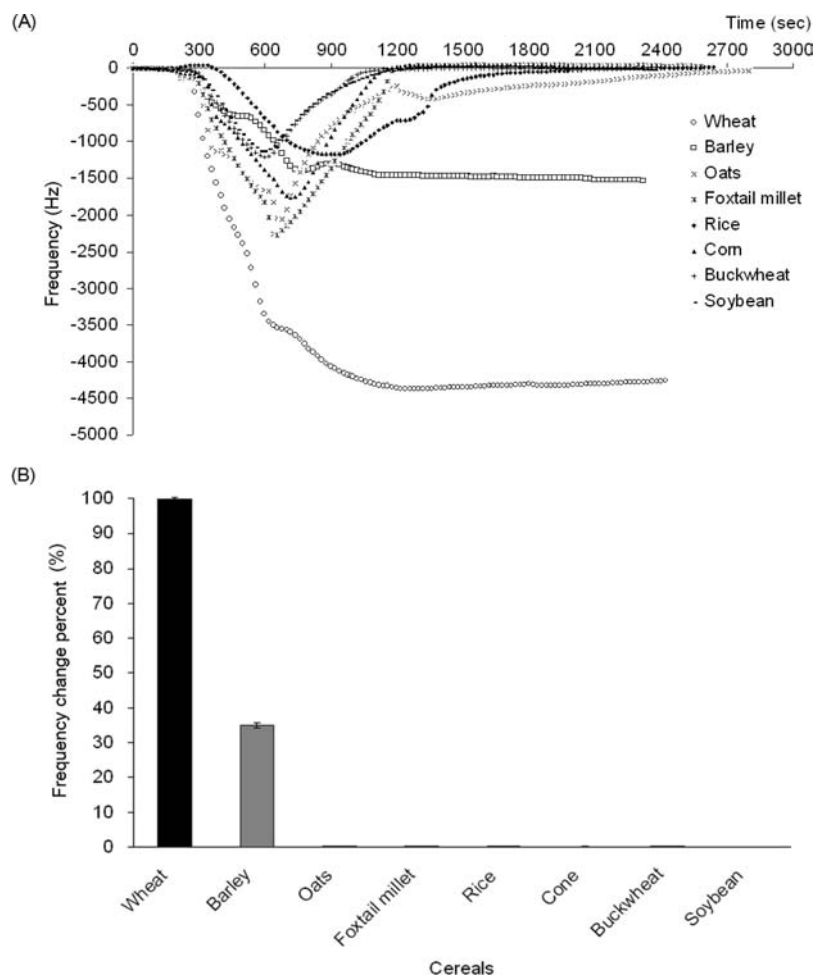 (A)
Time (sec)
0 300 600 900 1200 1500 1800 2100 2400 2700 3000
0
-500
-1000
-1500
-2000
-2500
-3000
-3500
-4000
-4500
-5000
Frequency (Hz)
Wheat
Barley
Oats
Foxtail millet
Rice
Corn
Buckwheat
Soybean
(B)
100
90
80
70
60
50
40
30
20
10
0
Frequency change percent (%)
Wheat
Barley
Oats
Foxtail millet
Rice
Cone
Buckwheat
Soybean
Cereals